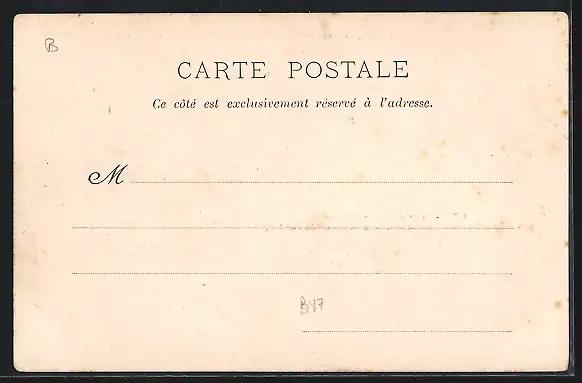 B
CARTE POSTALE
Ce côté est exclusivement réservé à l'adresse.
M
B87